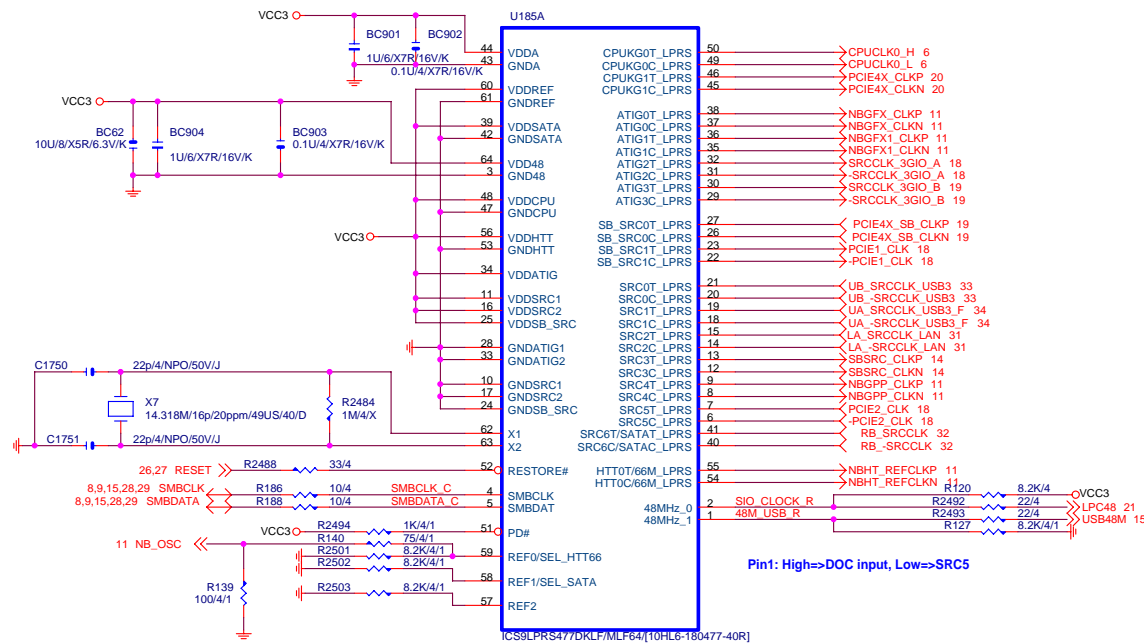 U185A
VCC3
BC901
BC902
1U/6/X7R/16V/K
0.1U/4/X7R/16V/K
44 VDDA CPUKG0T_LPRS 50 CPUCLK0_H 6
43 GNDA CPUKG0C_LPRS 49 CPUCLK0_L 6
CPUKG1T_LPRS 46 PCIE4X_CLKP 20
60 VDDREF CPUKG1C_LPRS 45 PCIE4X_CLKN 20
61 GNDREF
VCC3
BC62
10U/8/X5R/6.3V/K
BC904
1U/6/X7R/16V/K
BC903
0.1U/4/X7R/16V/K
ATIG0T_LPRS 38 NBGFX_CLKP 11
39 VDDSATA ATIG0C_LPRS 37 NBGFX_CLKN 11
42 GNDSATA ATIG1T_LPRS 36 NBGFX1_CLKP 11
ATIG1C_LPRS 35 NBGFX1_CLKN 11
64 VDD48 ATIG2T_LPRS 32 SRCCLK_3GIO_A 18
3 GND48 ATIG2C_LPRS 31 -SRCCLK_3GIO_A 18
ATIG3T_LPRS 30 SRCCLK_3GIO_B 19
48 VDDCPU ATIG3C_LPRS 29 -SRCCLK_3GIO_B 19
47 GNDCPU
SB_SRC0T_LPRS 27 PCIE4X_SB_CLKP 19
VCC3 56 VDDHTT SB_SRC0C_LPRS 26 PCIE4X_SB_CLKN 19
53 GNDHTT SB_SRC1T_LPRS 23 PCIE1_CLK 18
SB_SRC1C_LPRS 22 -PCIE1_CLK 18
34 VDDATIG
SRC0T_LPRS 21 UB_SRCCLK_USB3 33
11 VDDSRC1 SRC0C_LPRS 20 UB_-SRCCLK_USB3 33
16 VDDSRC2 SRC1T_LPRS 19 UA_SRCCLK_USB3_F 34
25 VDDSB_SRC SRC1C_LPRS 18 UA_-SRCCLK_USB3_F 34
SRC2T_LPRS 15 LA_SRCCLK_LAN 31
28 GNDATIG1 SRC2C_LPRS 14 LA_-SRCCLK_LAN 31
33 GNDATIG2 SRC3T_LPRS 13 SBSRC_CLKP 14
SRC3C_LPRS 12 SBSRC_CLKN 14
10 GNDSRC1 SRC4T_LPRS 9 NBGPP_CLKP 11
17 GNDSRC2 SRC4C_LPRS 8 NBGPP_CLKN 11
24 GNDSB_SRC SRC5T_LPRS 7 PCIE2_CLK 18
SRC5C_LPRS 6 -PCIE2_CLK 18
C1750 22p/4/NPO/50V/J
X7
14.318M/16p/20ppm/49US/40/D
R2484
1M/4/X
C1751 22p/4/NPO/50V/J
62 X1 SRC6T/SATAT_LPRS 41 RB_SRCCLK 32
63 X2 SRC6C/SATAC_LPRS 40 RB_-SRCCLK 32
26,27 RESET R2488 33/4 52 RESTORE# HTT0T/66M_LPRS 55 NBHT_REFCLKP 11
HTT0C/66M_LPRS 54 NBHT_REFCLKN 11
8,9,15,28,29 SMBCLK R186 10/4 SMBCLK_C 4 SMBCLK
8,9,15,28,29 SMBDATA R188 10/4 SMBDATA_C 5 SMBDAT
R120 8.2K/4 VCC3
48MHz_0 2 SIO_CLOCK_R R2492 22/4 LPC48 21
48MHz_1 1 48M_USB_R R2493 22/4 USB48M 15
R127 8.2K/4/1
VCC3 R2494 1K/4/1 51 PD#
11 NB_OSC R140 75/4/1
R2501 8.2K/4/1 59 REF0/SEL_HTT66
R2502 8.2K/4/1 58 REF1/SEL_SATA
R139
100/4/1
R2503 8.2K/4/1 57 REF2
Pin1: High=>DOC input, Low=>SRC5
ICS9LPRS477DKLF/MLF64/[10HL6-180477-40R]